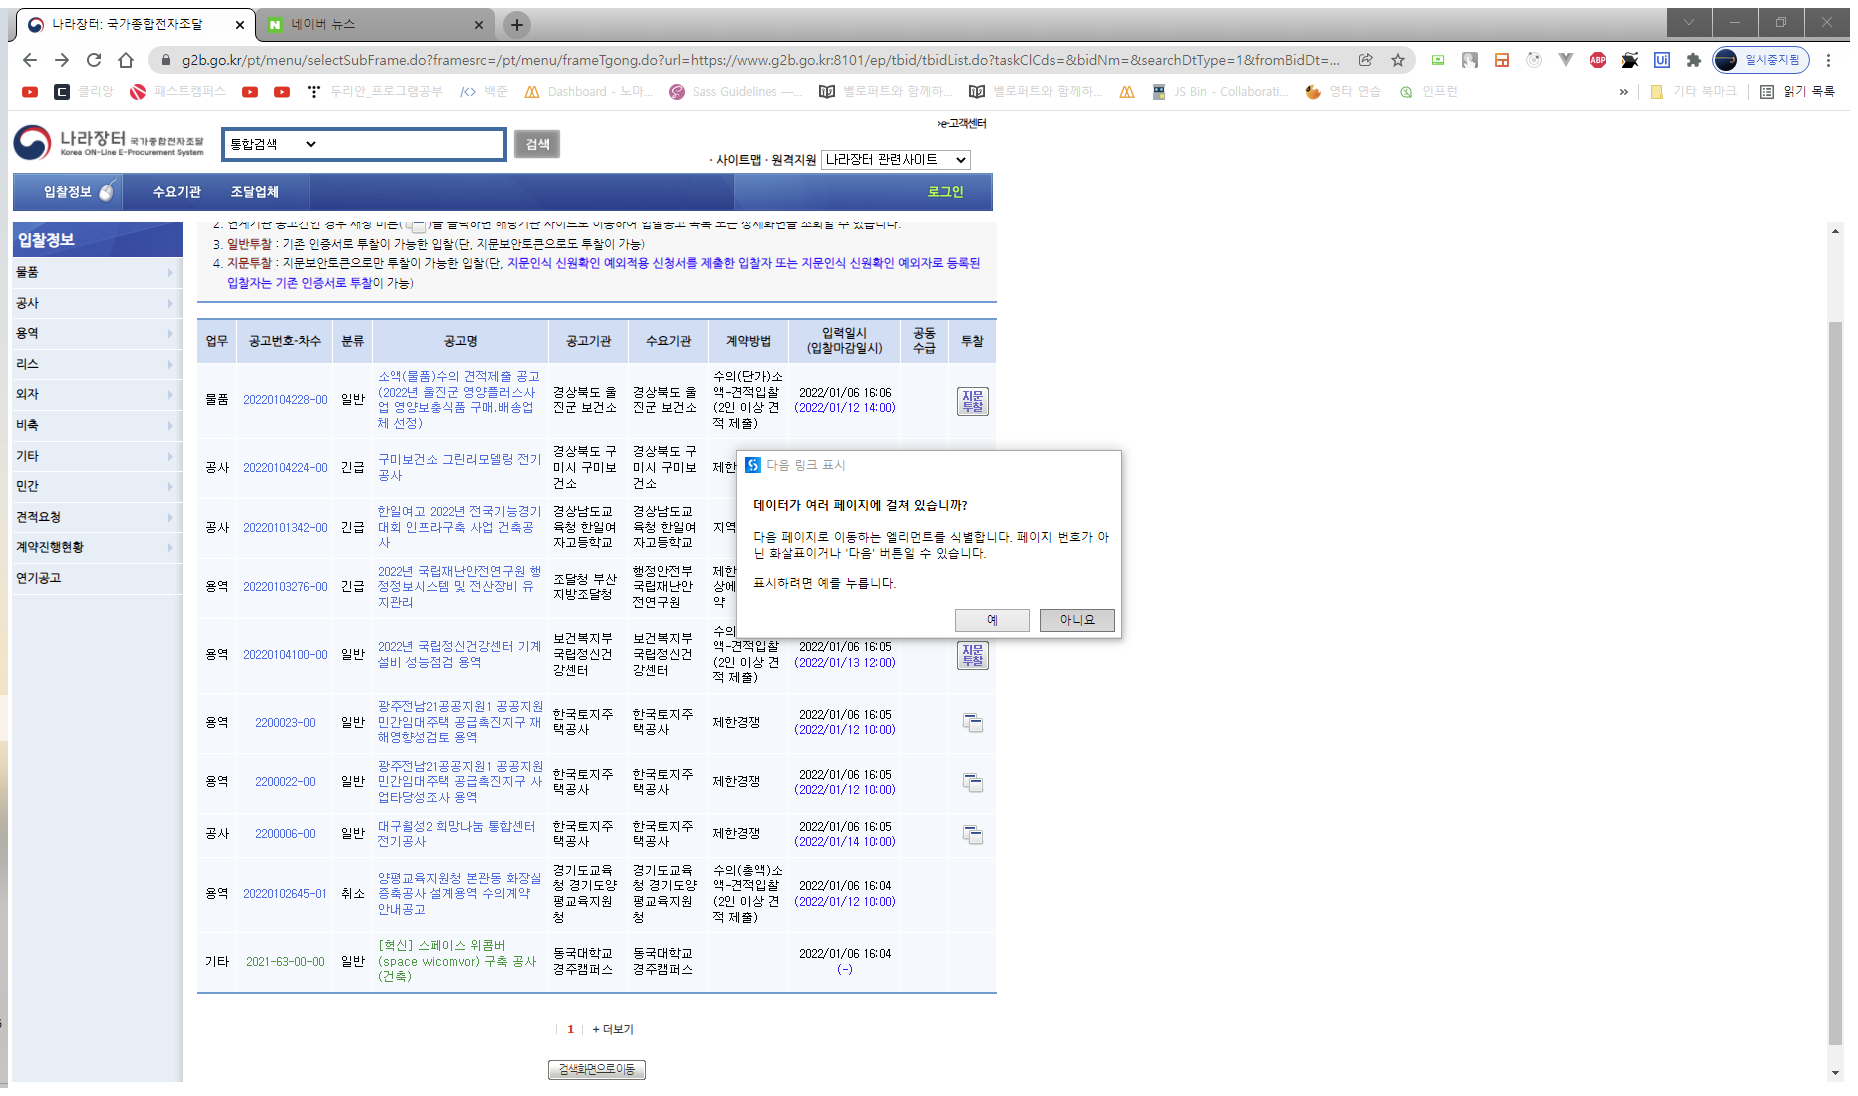 나라장터: 국가종합전자조달
네이버 뉴스
g2b.go.kr/pt/menu/selectSubFrame.do?framesrc=/pt/menu/frameTgong.do?url=https://www.g2b.go.kr:8101/ep/tbid/tbidList.do?taskClCds=&bidNm=&searchDtType=1&fromBidDt=...
일시중지됨
클리앙
패스트캠퍼스
두리안_프로그램공부
백준
Dashboard - 노마...
Sass Guidelines —...
벨로퍼트와 함께하...
벨로퍼트와 함께하...
JS Bin - Collaborati...
영타 연습
인프런
»
기타 북마크
읽기 목록
나라장터 국가종합전자조달
Korea ON-Line E-Procurement System
통합검색
검색
›e-고객센터
· 사이트맵 · 원격지원
나라장터 관련사이트
입찰정보
수요기관
조달업체
로그인
입찰정보
물품
공사
용역
리스
외자
비축
기타
민간
견적요청
계약진행현황
연기공고
2. 연계기관 공고건인 경우 새창 버튼( )을 클릭하면 해당기관 사이트로 이동하여 입찰공고 목록 또는 상세화면을 조회할 수 있습니다.
3. 일반투찰 : 기존 인증서로 투찰이 가능한 입찰(단, 지문보안토큰으로도 투찰이 가능)
4. 지문투찰 : 지문보안토큰으로만 투찰이 가능한 입찰(단, 지문인식 신원확인 예외적용 신청서를 제출한 입찰자 또는 지문인식 신원확인 예외자로 등록된
입찰자는 기존 인증서로 투찰이 가능)
업무 공고번호-차수 분류 공고명 공고기관 수요기관 계약방법 입력일시
(입찰마감일시) 공동
수급 투찰
물품 20220104228-00 일반
소액(물품)수의 견적제출 공고
(2022년 울진군 영양플러스사
업 영양보충식품 구매.배송업
체 선정)
경상북도 울
진군 보건소
경상북도 울
진군 보건소
수의(단가)소
액-견적입찰
(2인 이상 견
적 제출)
2022/01/06 16:06
(2022/01/12 14:00)
지문
투찰
공사 20220104224-00 긴급
구미보건소 그린리모델링 전기
공사
경상북도 구
미시 구미보
건소
경상북도 구
미시 구미보
건소
제한
공사 20220101342-00 긴급
한일여고 2022년 전국기능경기
대회 인프라구축 사업 건축공
사
경상남도교
육청 한일여
자고등학교
경상남도교
육청 한일여
자고등학교
지역
용역 20220103276-00 긴급
2022년 국립재난안전연구원 행
정정보시스템 및 전산장비 유
지관리
조달청 부산
지방조달청
행정안전부
국립재난안
전연구원
제한
상에
약
용역 20220104100-00 일반
2022년 국립정신건강센터 기계
설비 성능점검 용역
보건복지부
국립정신건
강센터
보건복지부
국립정신건
강센터
수의
액-견적입찰
(2인 이상 견
적 제출)
2022/01/06 16:05
(2022/01/13 12:00)
지문
투찰
용역 2200023-00 일반
광주전남21공공지원1 공공지원
민간임대주택 공급촉진지구 재
해영향성검토 용역
한국토지주
택공사
한국토지주
택공사
제한경쟁
2022/01/06 16:05
(2022/01/12 10:00)
용역 2200022-00 일반
광주전남21공공지원1 공공지원
민간임대주택 공급촉진지구 사
업타당성조사 용역
한국토지주
택공사
한국토지주
택공사
제한경쟁
2022/01/06 16:05
(2022/01/12 10:00)
공사 2200006-00 일반
대구월성2 희망나눔 통합센터
전기공사
한국토지주
택공사
한국토지주
택공사
제한경쟁
2022/01/06 16:05
(2022/01/14 10:00)
용역 20220102645-01 취소
양평교육지원청 본관동 화장실
증축공사 설계용역 수의계약
안내공고
경기도교육
청 경기도양
평교육지원
청
경기도교육
청 경기도양
평교육지원
청
수의(총액)소
액-견적입찰
(2인 이상 견
적 제출)
2022/01/06 16:04
(2022/01/12 10:00)
기타 2021-63-00-00 일반
[혁신] 스페이스 위콤버
(space wicomvor) 구축 공사
(건축)
동국대학교
경주캠퍼스
동국대학교
경주캠퍼스
2022/01/06 16:04
(-)
1 + 더보기
검색화면으로이동
다음 링크 표시
데이터가 여러 페이지에 걸쳐 있습니까?
다음 페이지로 이동하는 엘리먼트를 식별합니다. 페이지 번호가 아
닌 화살표이거나 '다음' 버튼일 수 있습니다.
표시하려면 예를 누릅니다.
예
아니요